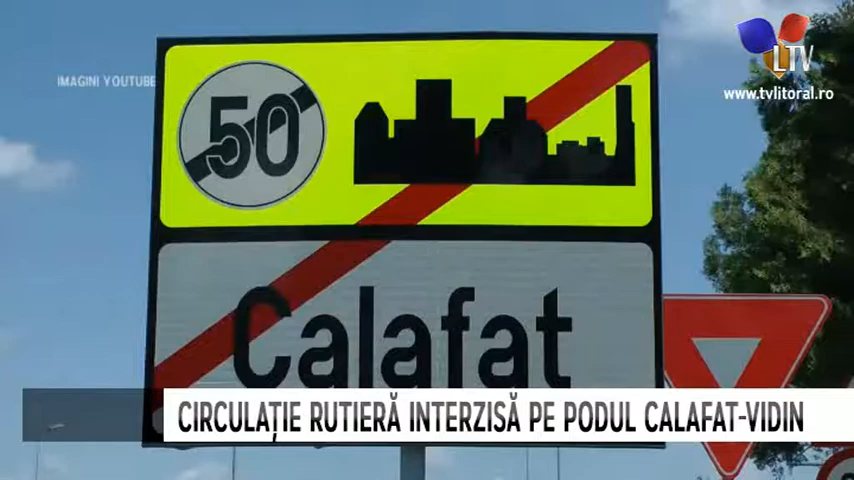 IMAGINI YOUTUBE
LTV
www.tvlitoral.ro
50
Calafat
CIRCULAȚIE RUTIERĂ INTERZISĂ PE PODUL CALAFAT-VIDIN